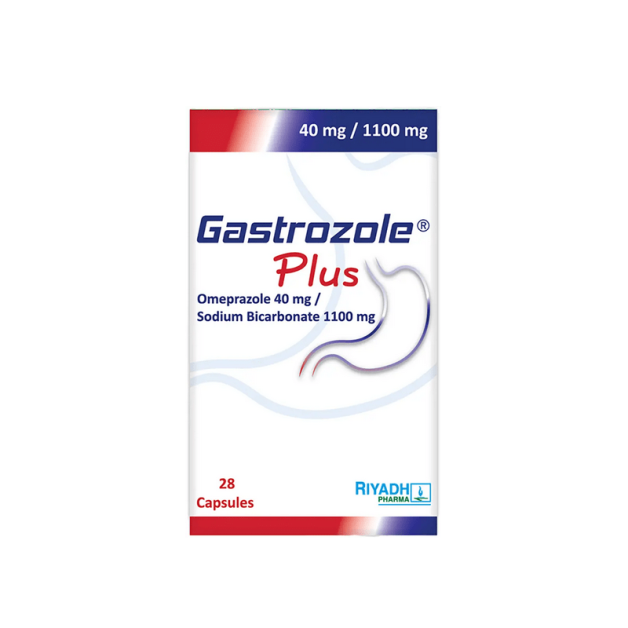 40 mg / 1100 mg
Gastrozole®
Plus
Omeprazole 40 mg /
Sodium Bicarbonate 1100 mg
28
Capsules
RIYADH
PHARMA